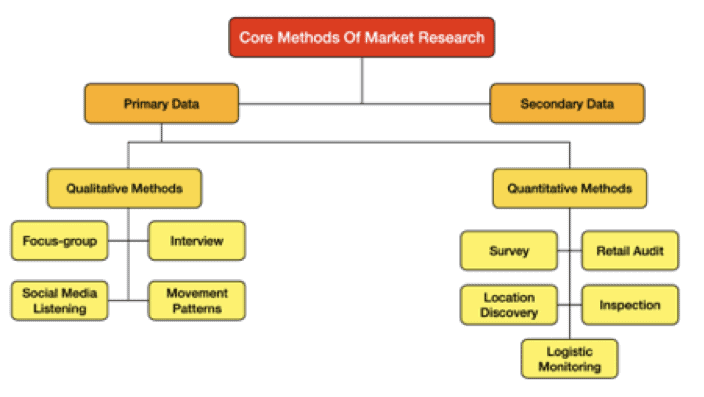 Core Methods Of Market Research
Primary Data
Secondary Data
Qualitative Methods
Quantitative Methods
Focus-group
Interview
Social Media
Listening
Movement
Patterns
Survey
Retail Audit
Location
Discovery
Inspection
Logistic
Monitoring